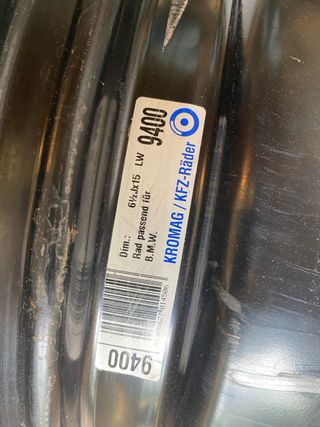 KROMAG / KFZ-Räder
9400
Dim.: 6½Jx15 LW
Rad passend für
B.M.W.
9400